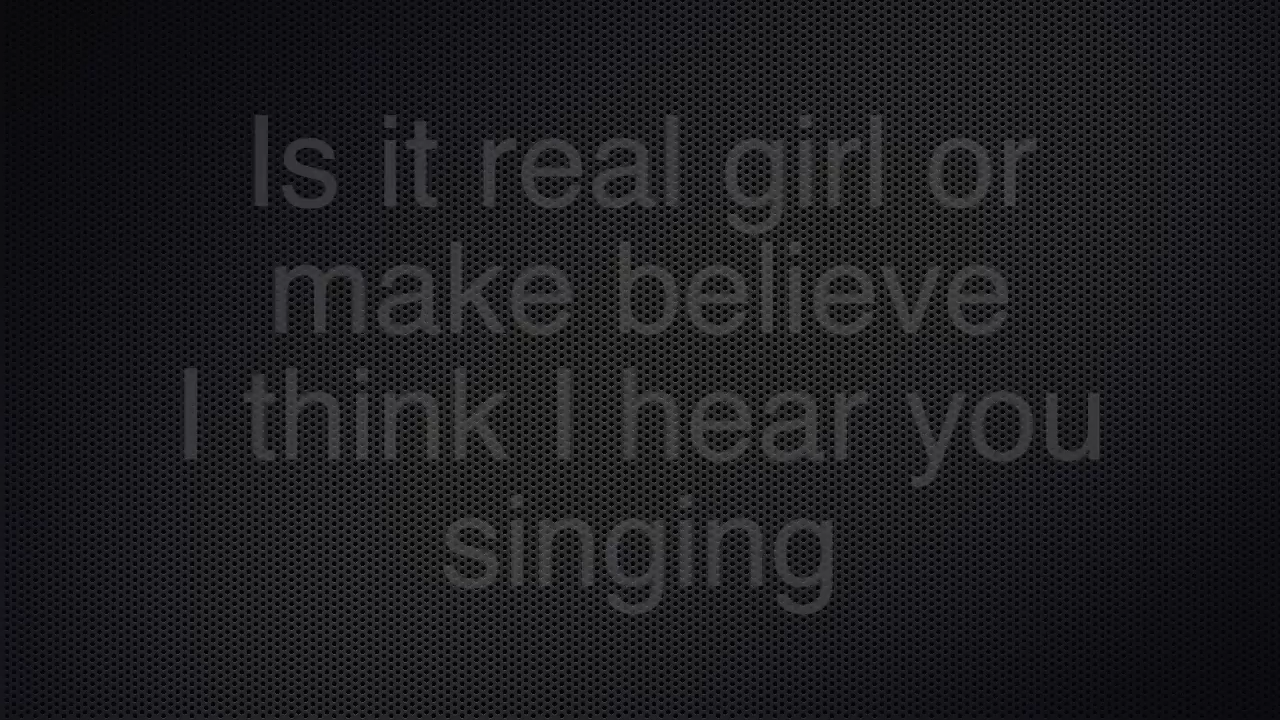 Is it real girl or
make believe
I think I hear you
singing